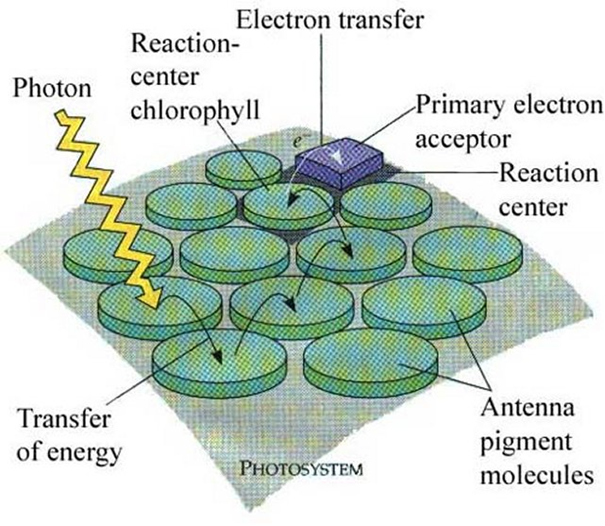 Electron transfer
Reaction-
center
chlorophyll
Photon
Primary electron
acceptor
e⁻
Reaction
center
Transfer
of energy
Antenna
pigment
molecules
PHOTOSYSTEM